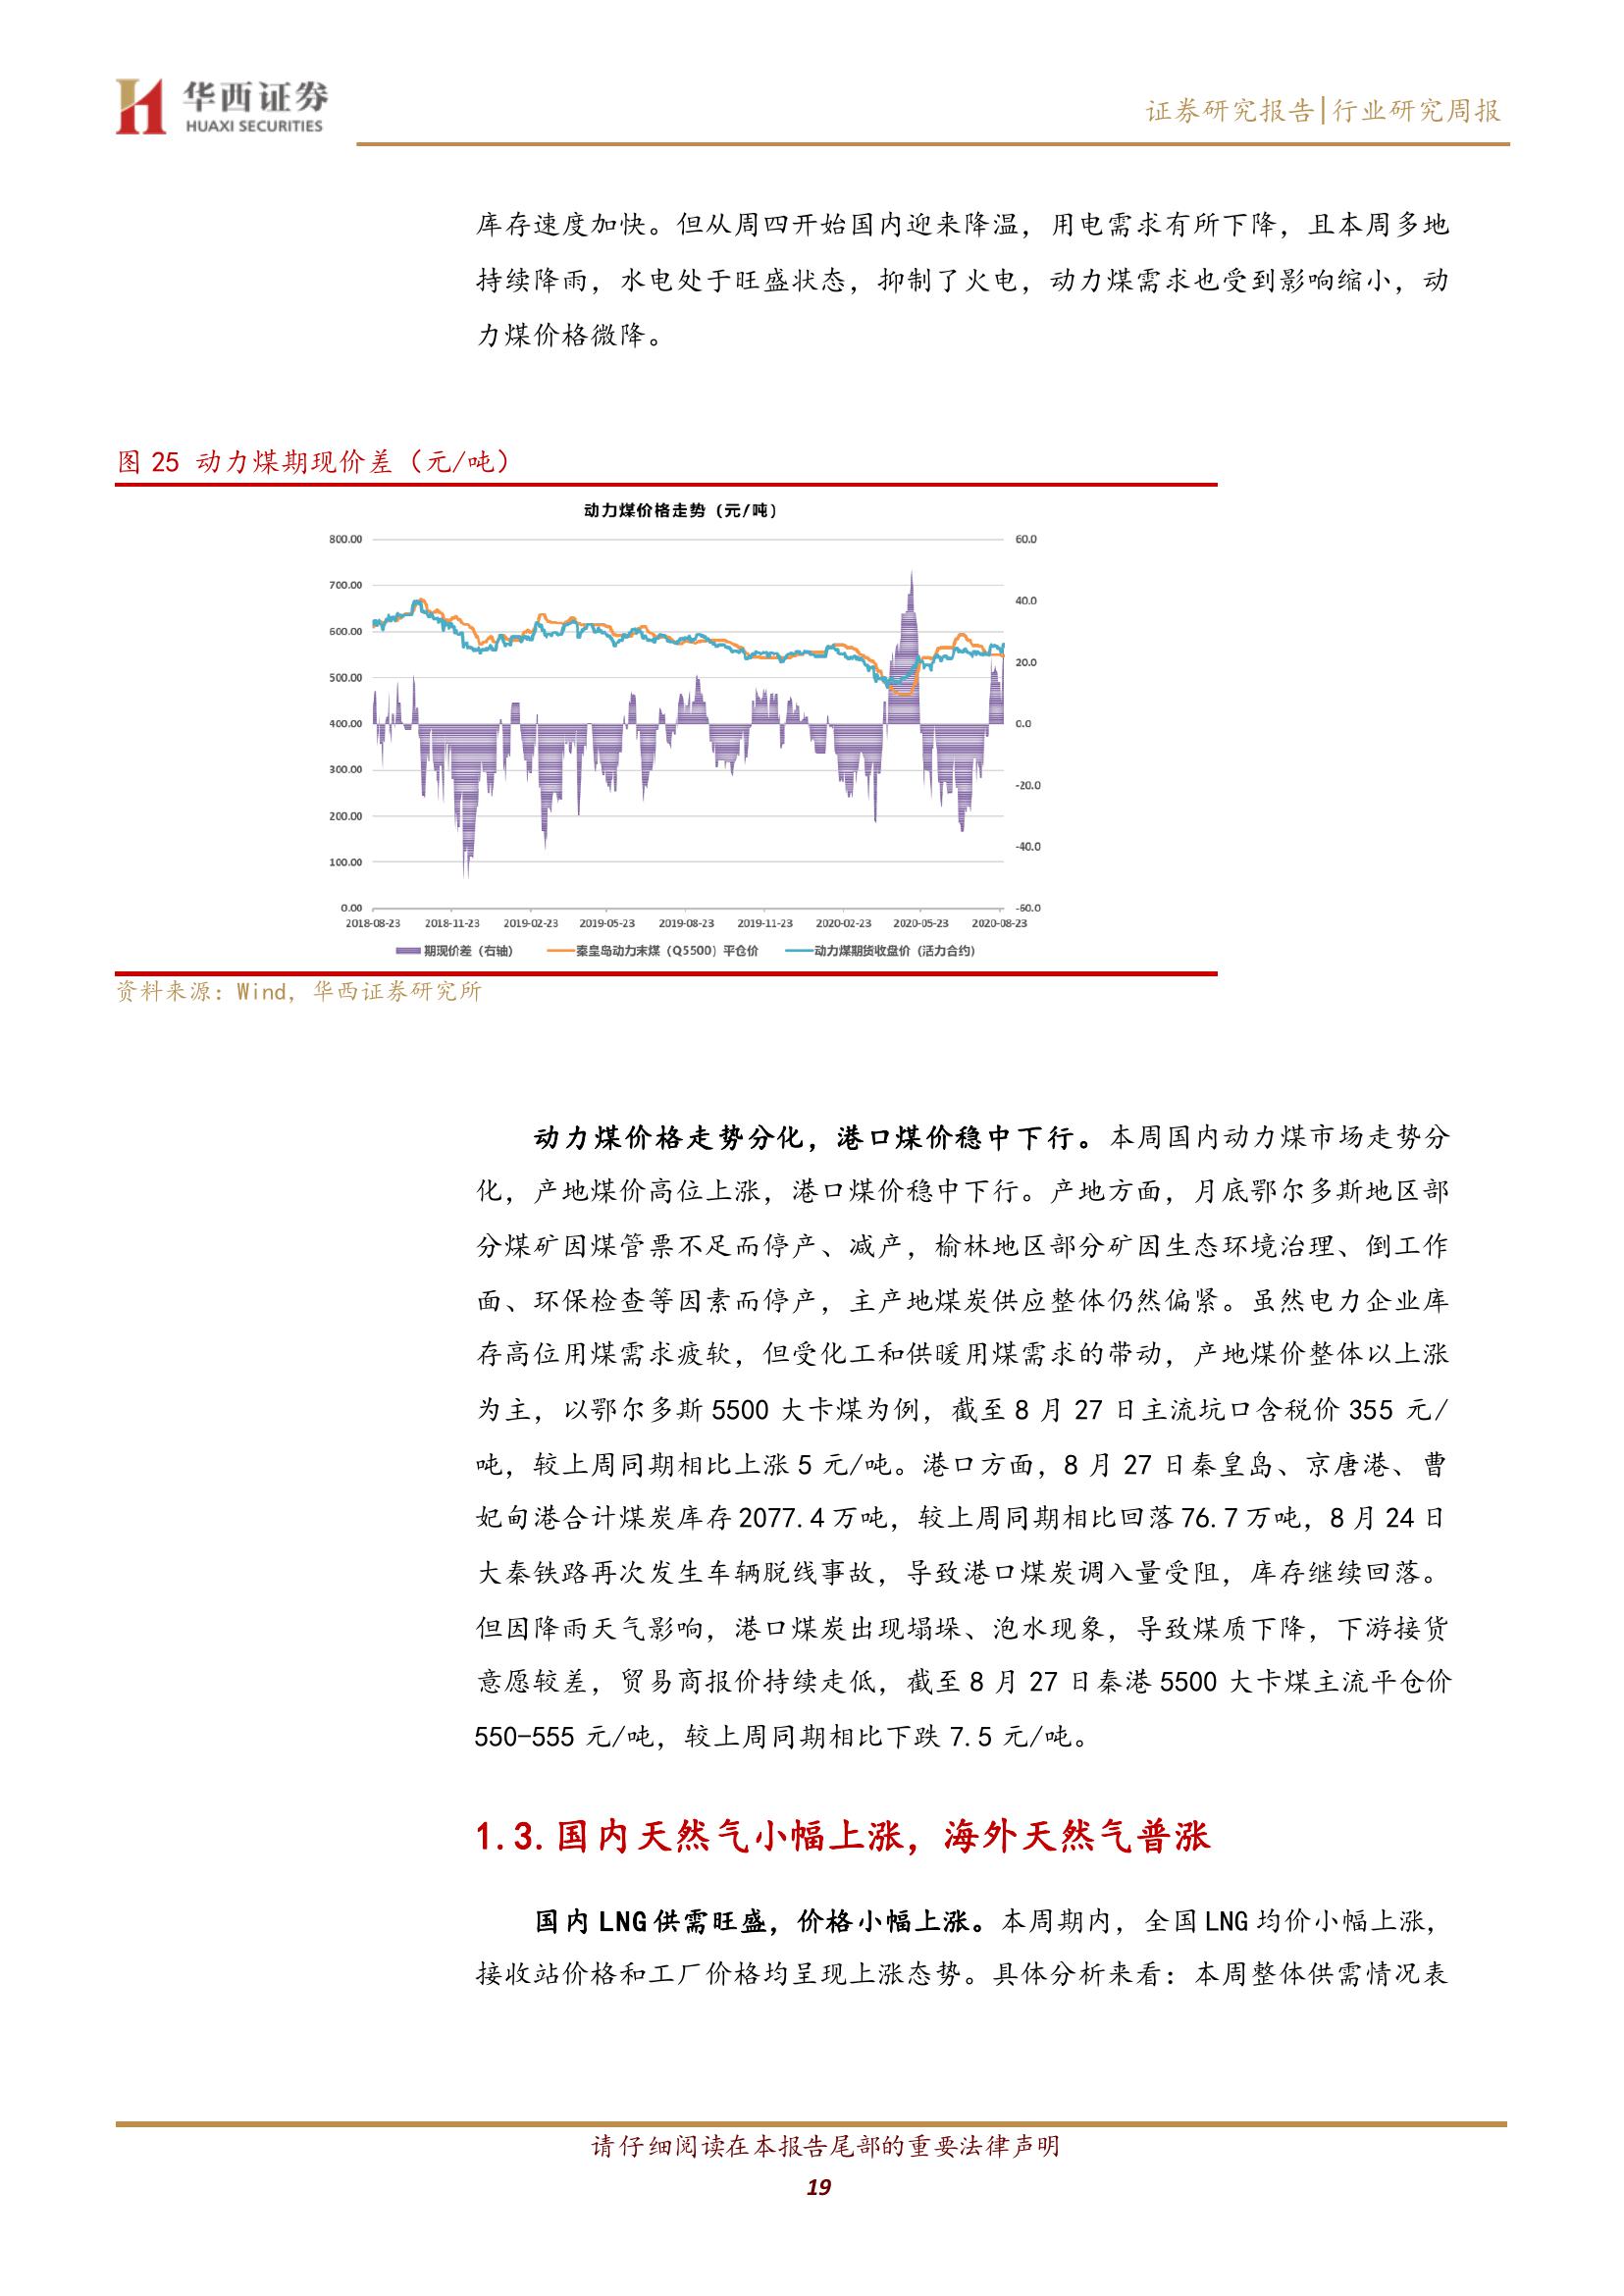 华西证券
HUAXI SECURITIES
证券研究报告|行业研究周报
库存速度加快。但从周四开始国内迎来降温，用电需求有所下降，且本周多地
持续降雨，水电处于旺盛状态，抑制了火电，动力煤需求也受到影响缩小，动
力煤价格微降。
图 25 动力煤期现价差（元/吨）
动力煤价格走势（元/吨）
800.00
700.00
600.00
500.00
400.00
300.00
200.00
100.00
0.00
60.0
40.0
20.0
0.0
-20.0
-40.0
-60.0
2018-08-23 2018-11-23 2019-02-23 2019-05-23 2019-08-23 2019-11-23 2020-02-23 2020-05-23 2020-08-23
期现价差（右轴） 秦皇岛动力末煤（Q5500）平仓价 动力煤期货收盘价（活力合约）
资料来源：Wind，华西证券研究所
动力煤价格走势分化，港口煤价稳中下行。本周国内动力煤市场走势分
化，产地煤价高位上涨，港口煤价稳中下行。产地方面，月底鄂尔多斯地区部
分煤矿因煤管票不足而停产、减产，榆林地区部分矿因生态环境治理、倒工作
面、环保检查等因素而停产，主产地煤炭供应整体仍然偏紧。虽然电力企业库
存高位用煤需求疲软，但受化工和供暖用煤需求的带动，产地煤价整体以上涨
为主，以鄂尔多斯 5500 大卡煤为例，截至 8 月 27 日主流坑口含税价 355 元/
吨，较上周同期相比上涨 5 元/吨。港口方面，8 月 27 日秦皇岛、京唐港、曹
妃甸港合计煤炭库存 2077.4 万吨，较上周同期相比回落 76.7 万吨，8 月 24 日
大秦铁路再次发生车辆脱线事故，导致港口煤炭调入量受阻，库存继续回落。
但因降雨天气影响，港口煤炭出现塌垛、泡水现象，导致煤质下降，下游接货
意愿较差，贸易商报价持续走低，截至 8 月 27 日秦港 5500 大卡煤主流平仓价
550-555 元/吨，较上周同期相比下跌 7.5 元/吨。
1.3.国内天然气小幅上涨，海外天然气普涨
国内 LNG 供需旺盛，价格小幅上涨。本周期内，全国 LNG 均价小幅上涨，
接收站价格和工厂价格均呈现上涨态势。具体分析来看：本周整体供需情况表
请仔细阅读在本报告尾部的重要法律声明
19